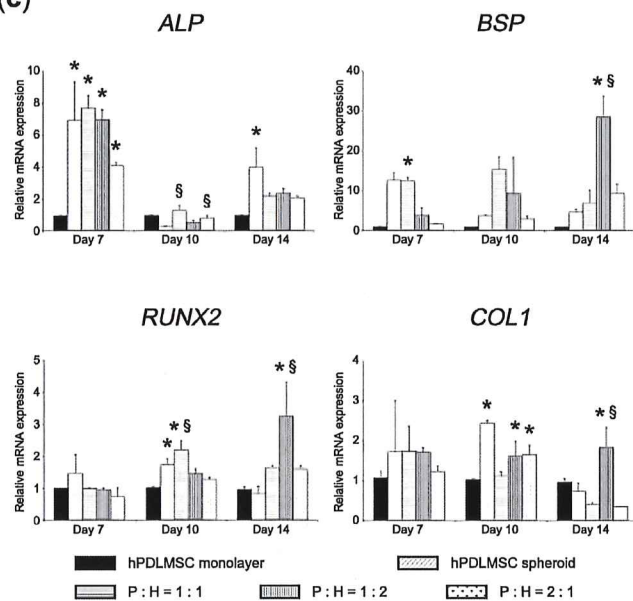 (c)
ALP
BSP
Relative mRNA expression
10
8
6
4
2
0
*
*
*
*
§
§
*
Day 7
Day 10
Day 14
Relative mRNA expression
40
30
20
10
0
*
* §
Day 7
Day 10
Day 14
RUNX2
COL1
Relative mRNA expression
5
4
3
2
1
0
*
* §
* §
Day 7
Day 10
Day 14
Relative mRNA expression
4
3
2
1
0
*
*
*
* §
Day 7
Day 10
Day 14
hPDLMSC monolayer
hPDLMSC spheroid
P : H = 1 : 1
P : H = 1 : 2
P : H = 2 : 1